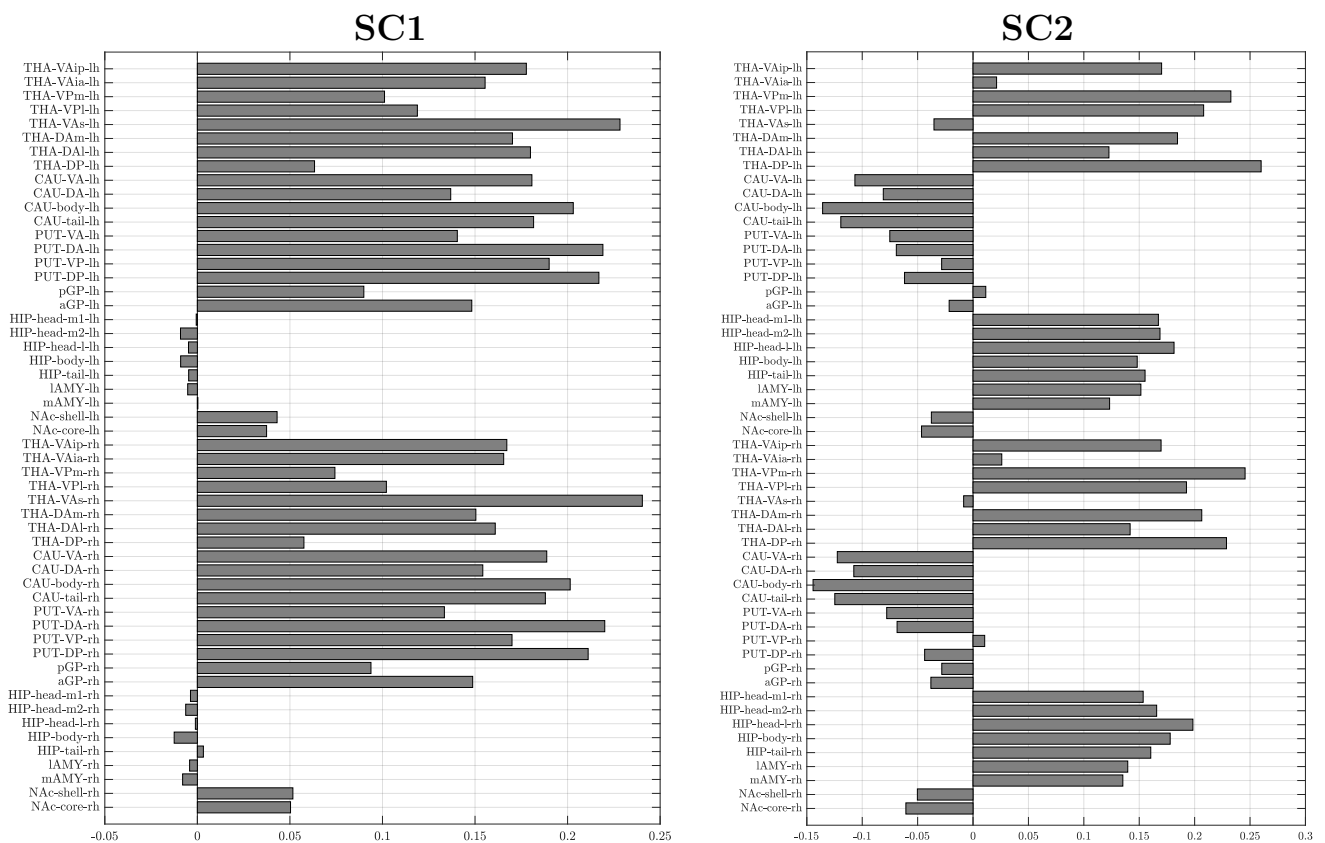 SC1
THA-VAip-lh
THA-VAia-lh
THA-VPm-lh
THA-VPl-lh
THA-VAs-lh
THA-DAm-lh
THA-DAl-lh
THA-DP-lh
CAU-VA-lh
CAU-DA-lh
CAU-body-lh
CAU-tail-lh
PUT-VA-lh
PUT-DA-lh
PUT-VP-lh
PUT-DP-lh
pGP-lh
aGP-lh
HIP-head-m1-lh
HIP-head-m2-lh
HIP-head-l-lh
HIP-body-lh
HIP-tail-lh
lAMY-lh
mAMY-lh
NAc-shell-lh
NAc-core-lh
THA-VAip-rh
THA-VAia-rh
THA-VPm-rh
THA-VPl-rh
THA-VAs-rh
THA-DAm-rh
THA-DAl-rh
THA-DP-rh
CAU-VA-rh
CAU-DA-rh
CAU-body-rh
CAU-tail-rh
PUT-VA-rh
PUT-DA-rh
PUT-VP-rh
PUT-DP-rh
pGP-rh
aGP-rh
HIP-head-m1-rh
HIP-head-m2-rh
HIP-head-l-rh
HIP-body-rh
HIP-tail-rh
lAMY-rh
mAMY-rh
NAc-shell-rh
NAc-core-rh
-0.05 0 0.05 0.1 0.15 0.2 0.25
SC2
THA-VAip-lh
THA-VAia-lh
THA-VPm-lh
THA-VPl-lh
THA-VAs-lh
THA-DAm-lh
THA-DAl-lh
THA-DP-lh
CAU-VA-lh
CAU-DA-lh
CAU-body-lh
CAU-tail-lh
PUT-VA-lh
PUT-DA-lh
PUT-VP-lh
PUT-DP-lh
pGP-lh
aGP-lh
HIP-head-m1-lh
HIP-head-m2-lh
HIP-head-l-lh
HIP-body-lh
HIP-tail-lh
lAMY-lh
mAMY-lh
NAc-shell-lh
NAc-core-lh
THA-VAip-rh
THA-VAia-rh
THA-VPm-rh
THA-VPl-rh
THA-VAs-rh
THA-DAm-rh
THA-DAl-rh
THA-DP-rh
CAU-VA-rh
CAU-DA-rh
CAU-body-rh
CAU-tail-rh
PUT-VA-rh
PUT-DA-rh
PUT-VP-rh
PUT-DP-rh
pGP-rh
aGP-rh
HIP-head-m1-rh
HIP-head-m2-rh
HIP-head-l-rh
HIP-body-rh
HIP-tail-rh
lAMY-rh
mAMY-rh
NAc-shell-rh
NAc-core-rh
-0.15 -0.1 -0.05 0 0.05 0.1 0.15 0.2 0.25 0.3